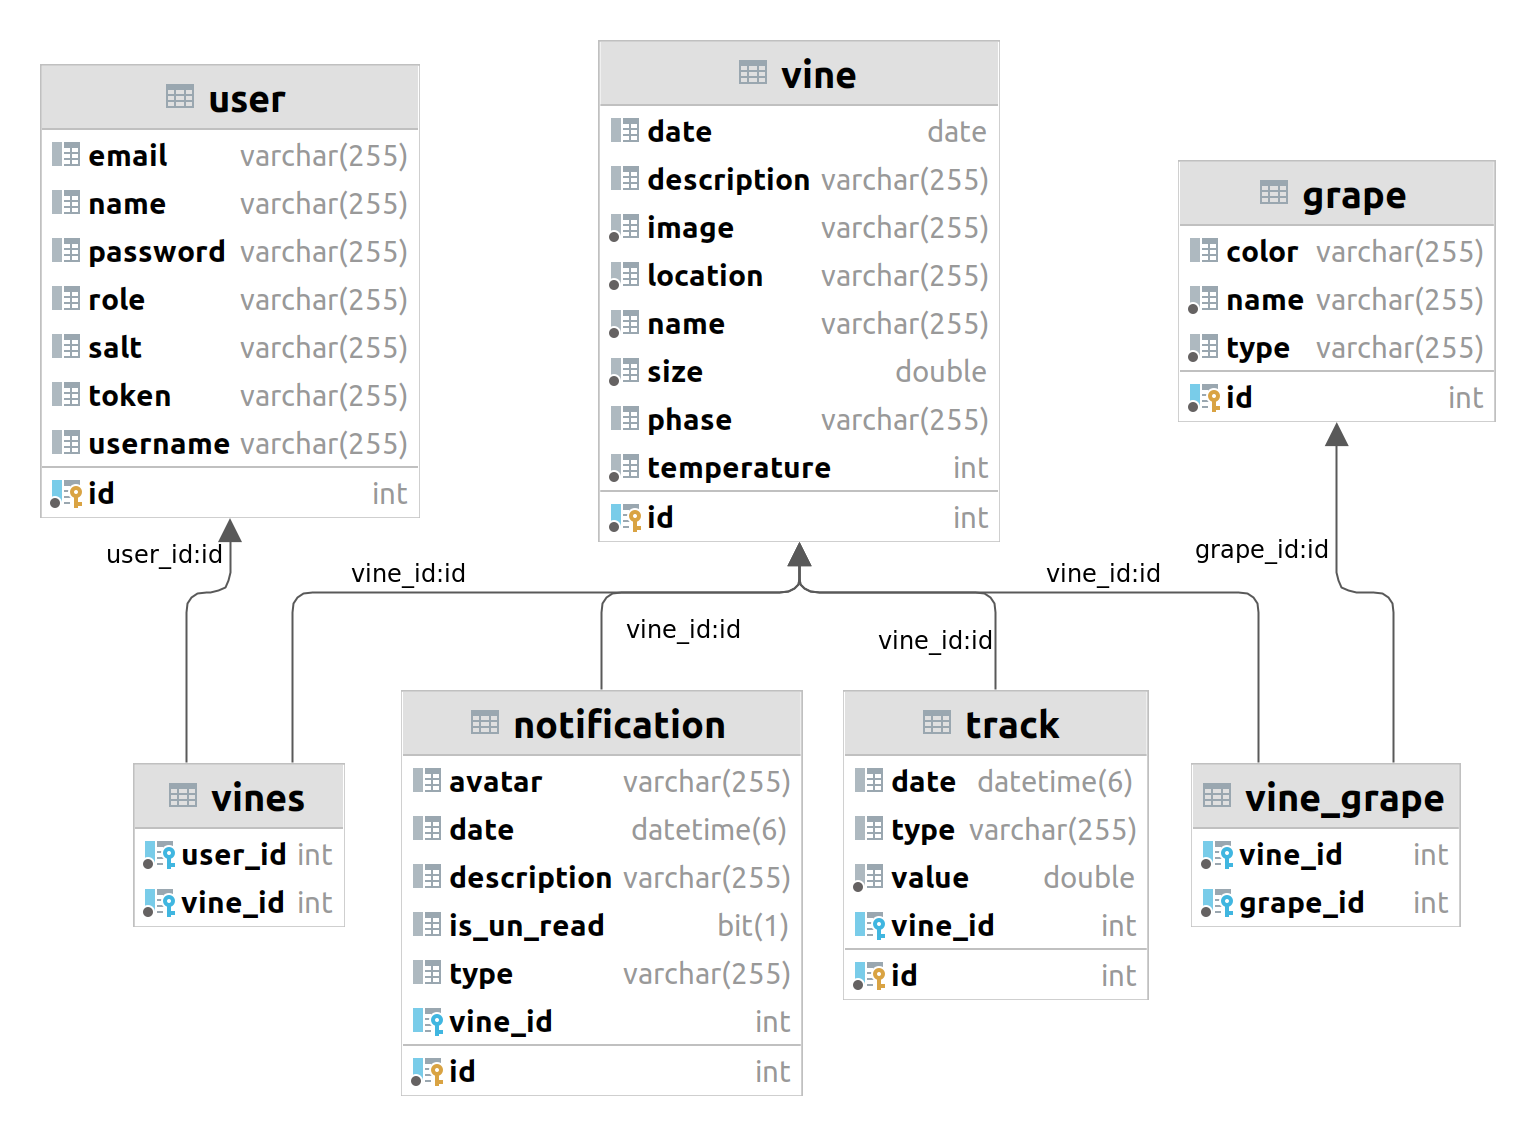 user
email varchar(255)
name varchar(255)
password varchar(255)
role varchar(255)
salt varchar(255)
token varchar(255)
username varchar(255)
id int
vine
date date
description varchar(255)
image varchar(255)
location varchar(255)
name varchar(255)
size double
phase varchar(255)
temperature int
id int
grape
color varchar(255)
name varchar(255)
type varchar(255)
id int
user_id:id
vine_id:id
vine_id:id
vine_id:id
vine_id:id
grape_id:id
vines
user_id int
vine_id int
notification
avatar varchar(255)
date datetime(6)
description varchar(255)
is_un_read bit(1)
type varchar(255)
vine_id int
id int
track
date datetime(6)
type varchar(255)
value double
vine_id int
id int
vine_grape
vine_id int
grape_id int